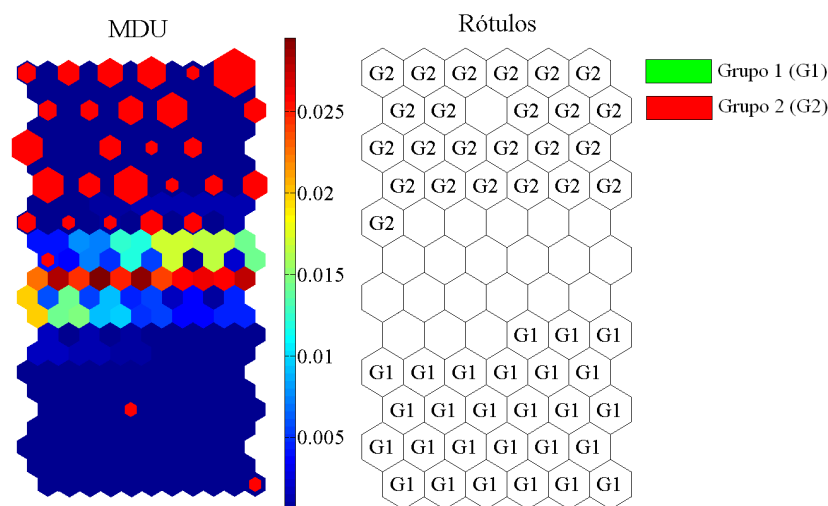 MDU
Rótulos
Grupo 1 (G1)
Grupo 2 (G2)
0.025
0.02
0.015
0.01
0.005
G2 G2 G2 G2 G2 G2
G2 G2 G2 G2 G2
G2 G2 G2 G2 G2 G2
G2 G2 G2 G2 G2 G2
G2
G1 G1 G1
G1 G1 G1 G1 G1 G1
G1 G1 G1 G1 G1 G1
G1 G1 G1 G1 G1 G1
G1 G1 G1 G1 G1 G1